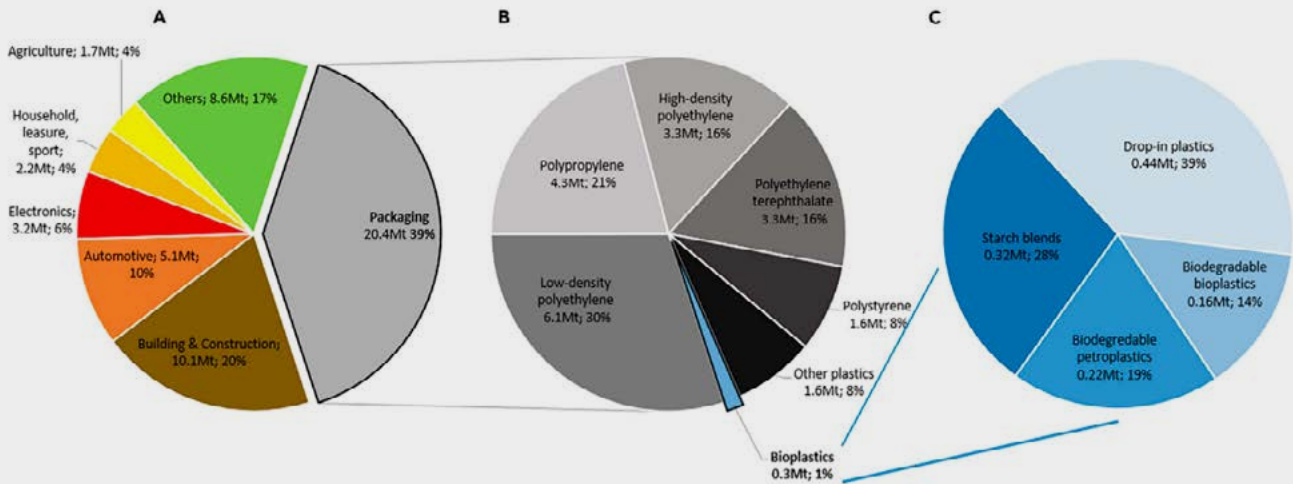 A
Agriculture; 1.7Mt; 4%
Others; 8.6Mt; 17%
Household,
leasure,
sport;
2.2Mt; 4%
Electronics;
3.2Mt; 6%
Automotive; 5.1Mt;
10%
Building & Construction;
10.1Mt; 20%
Packaging
20.4Mt 39%
B
High-density
polyethylene
3.3Mt; 16%
Polypropylene
4.3Mt; 21%
Polyethylene
terephthalate
3.3Mt; 16%
Low-density
polyethylene
6.1Mt; 30%
Polystyrene
1.6Mt; 8%
Other plastics
1.6Mt; 8%
Bioplastics
0.3Mt; 1%
C
Drop-in plastics
0.44Mt; 39%
Starch blends
0.32Mt; 28%
Biodegradable
bioplastics
0.16Mt; 14%
Biodegredable
petroplastics
0.22Mt; 19%